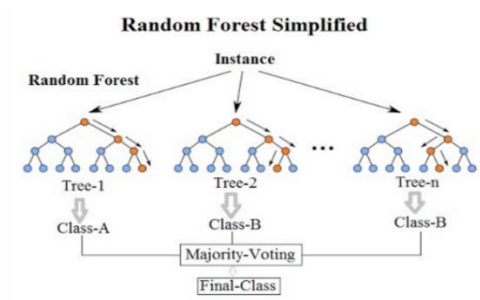 Random Forest Simplified
Instance
Random Forest
...
Tree-1
Tree-2
Tree-n
Class-A
Class-B
Class-B
Majority-Voting
Final-Class